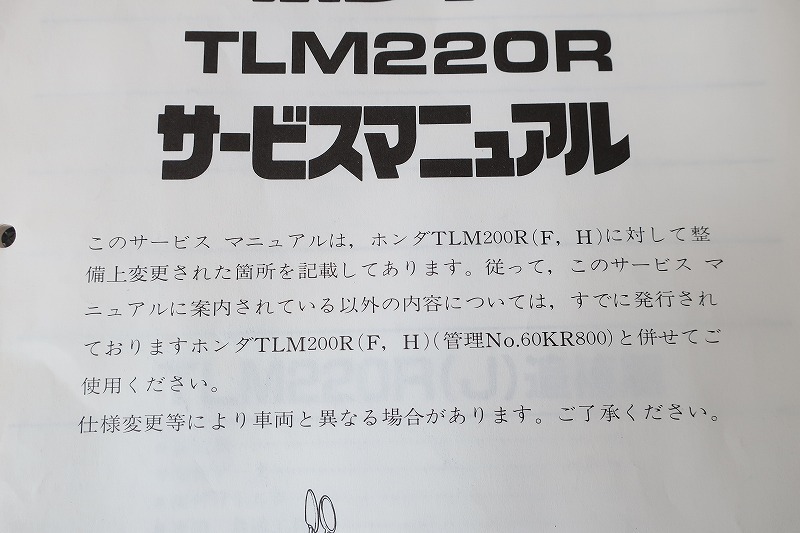 TLM220R
サービスマニュアル
このサービス マニュアルは，ホンダTLM200R(F，H)に対して整
備上変更された箇所を記載してあります。従って，このサービス マ
ニュアルに案内されている以外の内容については，すでに発行され
ておりますホンダTLM200R(F，H)(管理No.60KR800)と併せてご
使用ください。
仕様変更等により車両と異なる場合があります。ご了承ください。